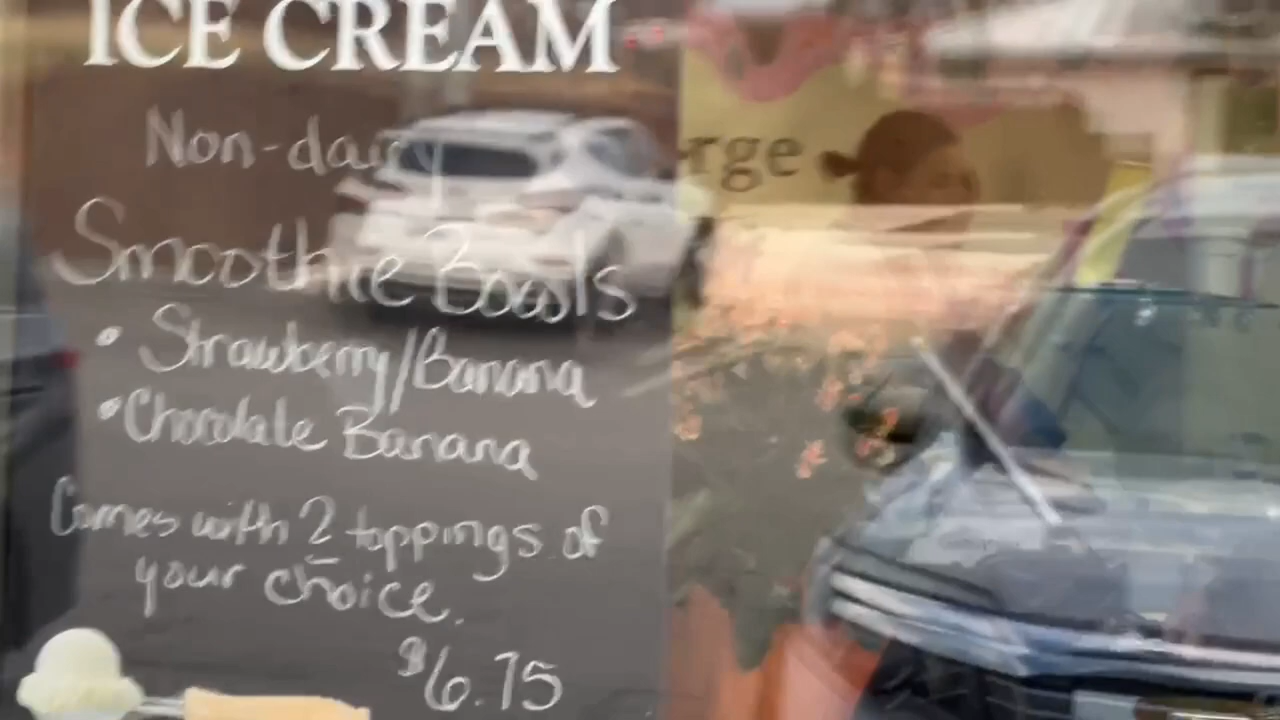 ICE CREAM
Non-dairy
Smoothie Bowls
• Strawberry/Banana
• Chocolate Banana
Comes with 2 toppings of
your choice.
$6.75
rge